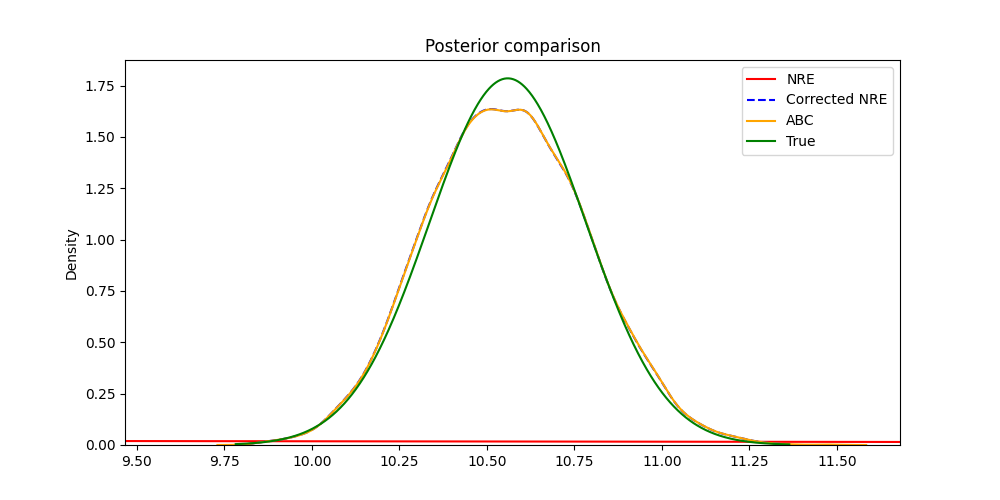 Posterior comparison
NRE
Corrected NRE
ABC
True
Density
1.75
1.50
1.25
1.00
0.75
0.50
0.25
0.00
9.50 9.75 10.00 10.25 10.50 10.75 11.00 11.25 11.50